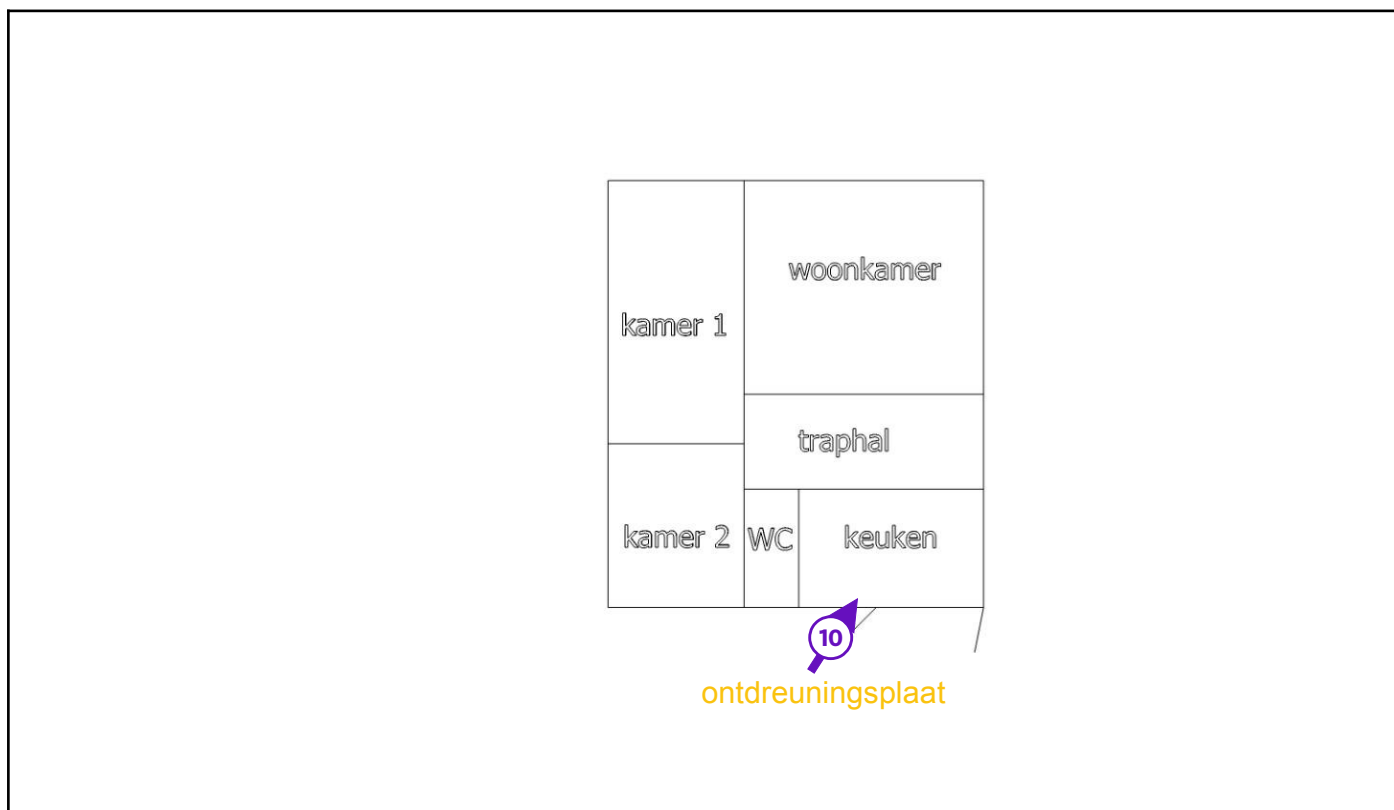 woonkamer
kamer 1
traphal
kamer 2
WC
keuken
10
ontdreuningsplaat